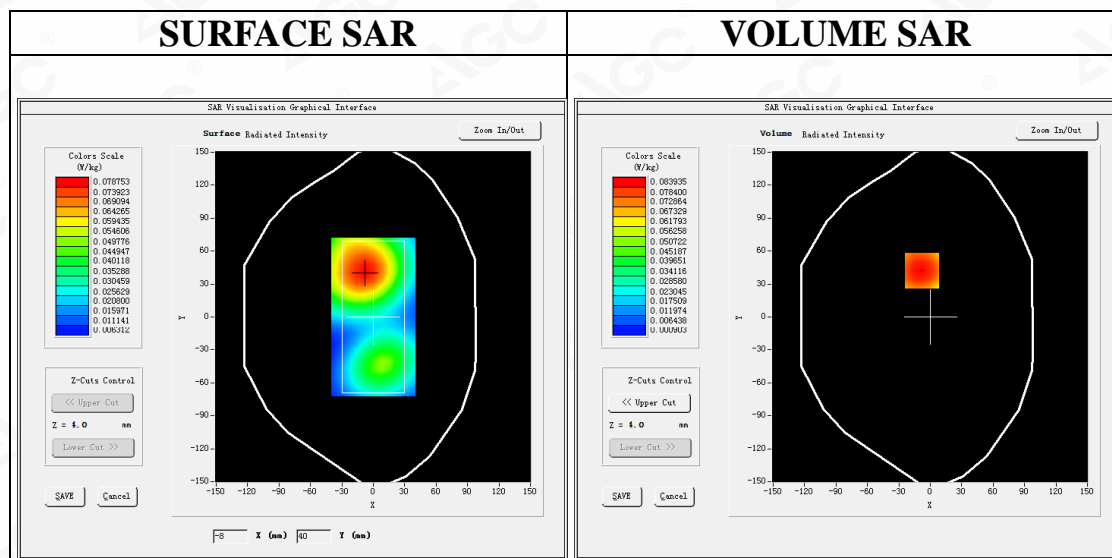 SURFACE SAR
VOLUME SAR
SAR Visualisation Graphical Interface
Surface Radiated Intensity
Zoom In/Out
Colors Scale
(W/kg)
0.078753
0.073923
0.069094
0.064265
0.059435
0.054606
0.049776
0.044947
0.040118
0.035288
0.030459
0.025629
0.020800
0.015971
0.011141
0.006312
150
120
90
60
30
0
-30
-60
-90
-120
-150
Y
-150 -120 -90 -60 -30 0 30 60 90 120 150
X
Z-Cuts Control
<< Upper Cut
Z = 4.0 mm
Lower Cut >>
SAVE Cancel
-8 X (mm) 40 Y (mm)
SAR Visualisation Graphical Interface
Volume Radiated Intensity
Zoom In/Out
Colors Scale
(W/kg)
0.083935
0.078400
0.072864
0.067329
0.061793
0.056258
0.050722
0.045187
0.039651
0.034116
0.028580
0.023045
0.017509
0.011974
0.006438
0.000903
150
120
90
60
30
0
-30
-60
-90
-120
-150
Y
-150 -120 -90 -60 -30 0 30 60 90 120 150
X
Z-Cuts Control
<< Upper Cut
Z = 4.0 mm
Lower Cut >>
SAVE Cancel
AGC